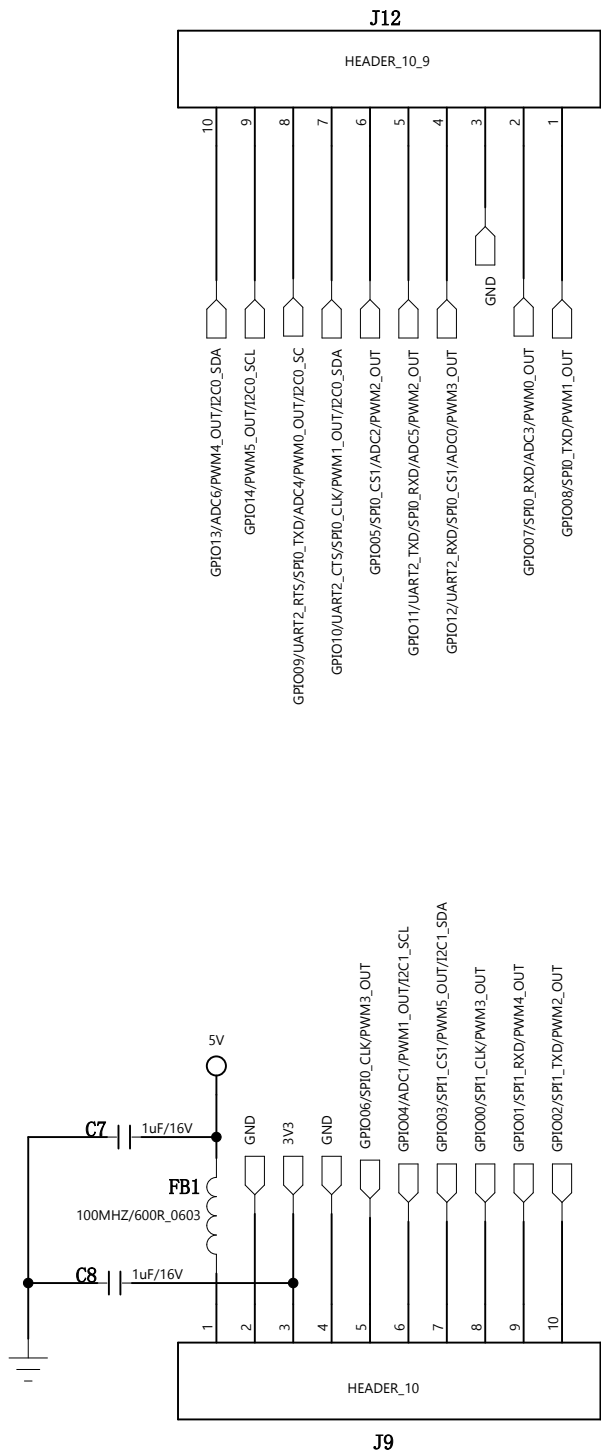 J12
HEADER_10_9
10
9
8
7
6
5
4
3
2
1
GPIO13/ADC6/PWM4_OUT/I2C0_SDA
GPIO14/PWM5_OUT/I2C0_SCL
GPIO09/UART2_RTS/SPI0_TXD/ADC4/PWM0_OUT/I2C0_SC
GPIO10/UART2_CTS/SPI0_CLK/PWM1_OUT/I2C0_SDA
GPIO05/SPI0_CS1/ADC2/PWM2_OUT
GPIO11/UART2_TXD/SPI0_RXD/ADC5/PWM2_OUT
GPIO12/UART2_RXD/SPI0_CS1/ADC0/PWM3_OUT
GND
GPIO07/SPI0_RXD/ADC3/PWM0_OUT
GPIO08/SPI0_TXD/PWM1_OUT
5V
GND
3V3
GND
GPIO06/SPI0_CLK/PWM3_OUT
GPIO04/ADC1/PWM1_OUT/I2C1_SCL
GPIO03/SPI1_CS1/PWM5_OUT/I2C1_SDA
GPIO00/SPI1_CLK/PWM3_OUT
GPIO01/SPI1_RXD/PWM4_OUT
GPIO02/SPI1_TXD/PWM2_OUT
C7
1uF/16V
FB1
100MHZ/600R_0603
C8
1uF/16V
1
2
3
4
5
6
7
8
9
10
HEADER_10
J9